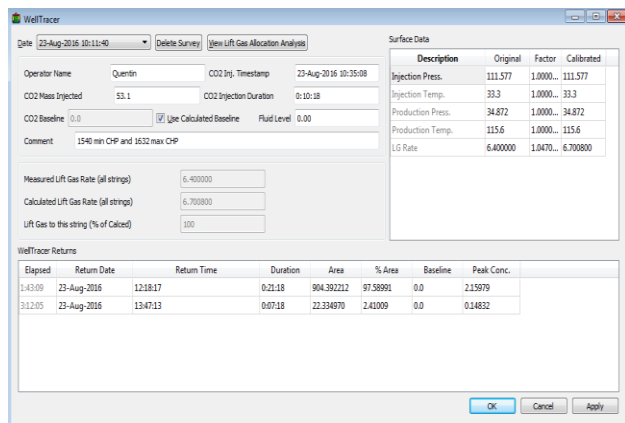 WellTracer
Date 23-Aug-2016 10:11:40 Delete Survey View Lift Gas Allocation Analysis
Operator Name Quentin CO2 Inj. Timestamp 23-Aug-2016 10:35:08
CO2 Mass Injected 53.1 CO2 Injection Duration 0:10:18
CO2 Baseline 0.0 Use Calculated Baseline Fluid Level 0.00
Comment 1540 min CHP and 1632 max CHP
Measured Lift Gas Rate (all strings) 6.400000
Calculated Lift Gas Rate (all strings) 6.700800
Lift Gas to this string (% of Calced) 100
Surface Data
Description Original Factor Calibrated
Injection Press. 111.577 1.0000... 111.577
Injection Temp. 33.3 1.0000... 33.3
Production Press. 34.872 1.0000... 34.872
Production Temp. 115.6 1.0000... 115.6
LG Rate 6.400000 1.0470... 6.700800
WellTracer Returns
Elapsed Return Date Return Time Duration Area % Area Baseline Peak Conc.
1:43:09 23-Aug-2016 12:18:17 0:21:18 904.392212 97.58991 0.0 2.15979
3:12:05 23-Aug-2016 13:47:13 0:07:18 22.334970 2.41009 0.0 0.14832
OK Cancel Apply